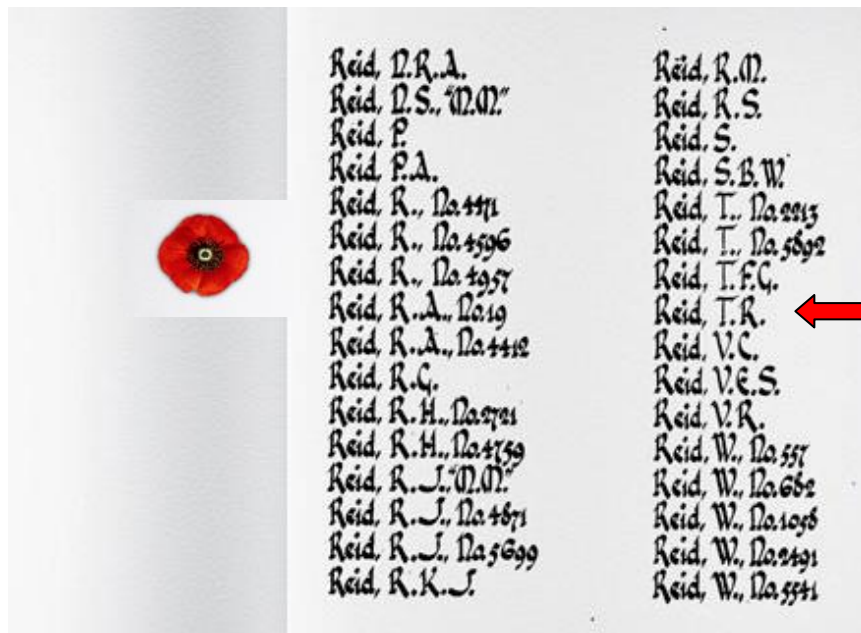 Reid, N.R.A.
Reid, N.S., "M.M."
Reid, P.
Reid, P.A.
Reid, R., No. 4471
Reid, R., No. 4596
Reid, R., No. 4957
Reid, R.A., No. 19
Reid, R.A., No. 4412
Reid, R.G.
Reid, R.H., No. 2721
Reid, R.H., No. 4759
Reid, R.J. "M.M."
Reid, R.J., No. 4871
Reid, R.J., No. 5699
Reid, R.K.J.
Reid, R.M.
Reid, R.S.
Reid, S.
Reid, S.B.W.
Reid, T., No. 2213
Reid, T., No. 5892
Reid, T.F.G.
Reid, T.R.
Reid, V.C.
Reid, V.E.S.
Reid, V.R.
Reid, W., No. 557
Reid, W., No. 682
Reid, W., No. 1058
Reid, W., No. 2491
Reid, W., No. 5541